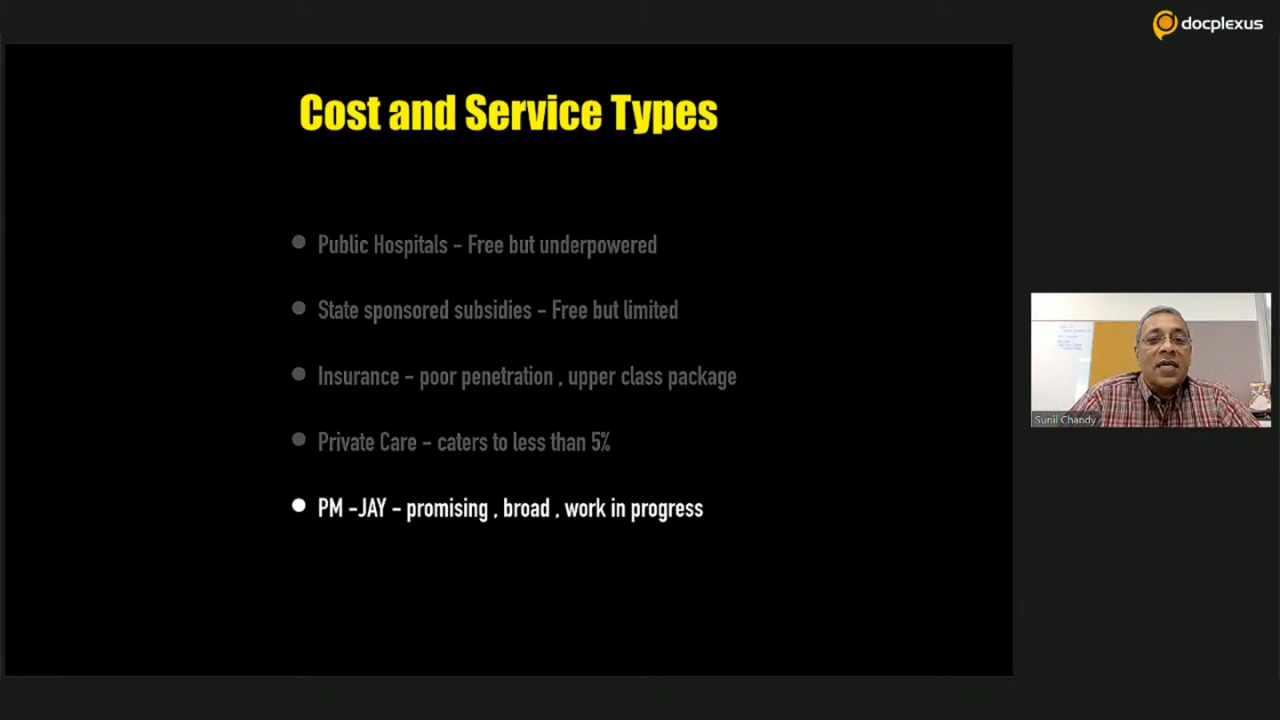 docplexus
Cost and Service Types
Public Hospitals - Free but underpowered
State sponsored subsidies - Free but limited
Insurance - poor penetration , upper class package
Private Care - caters to less than 5%
PM -JAY - promising , broad , work in progress
Sunil Chandy